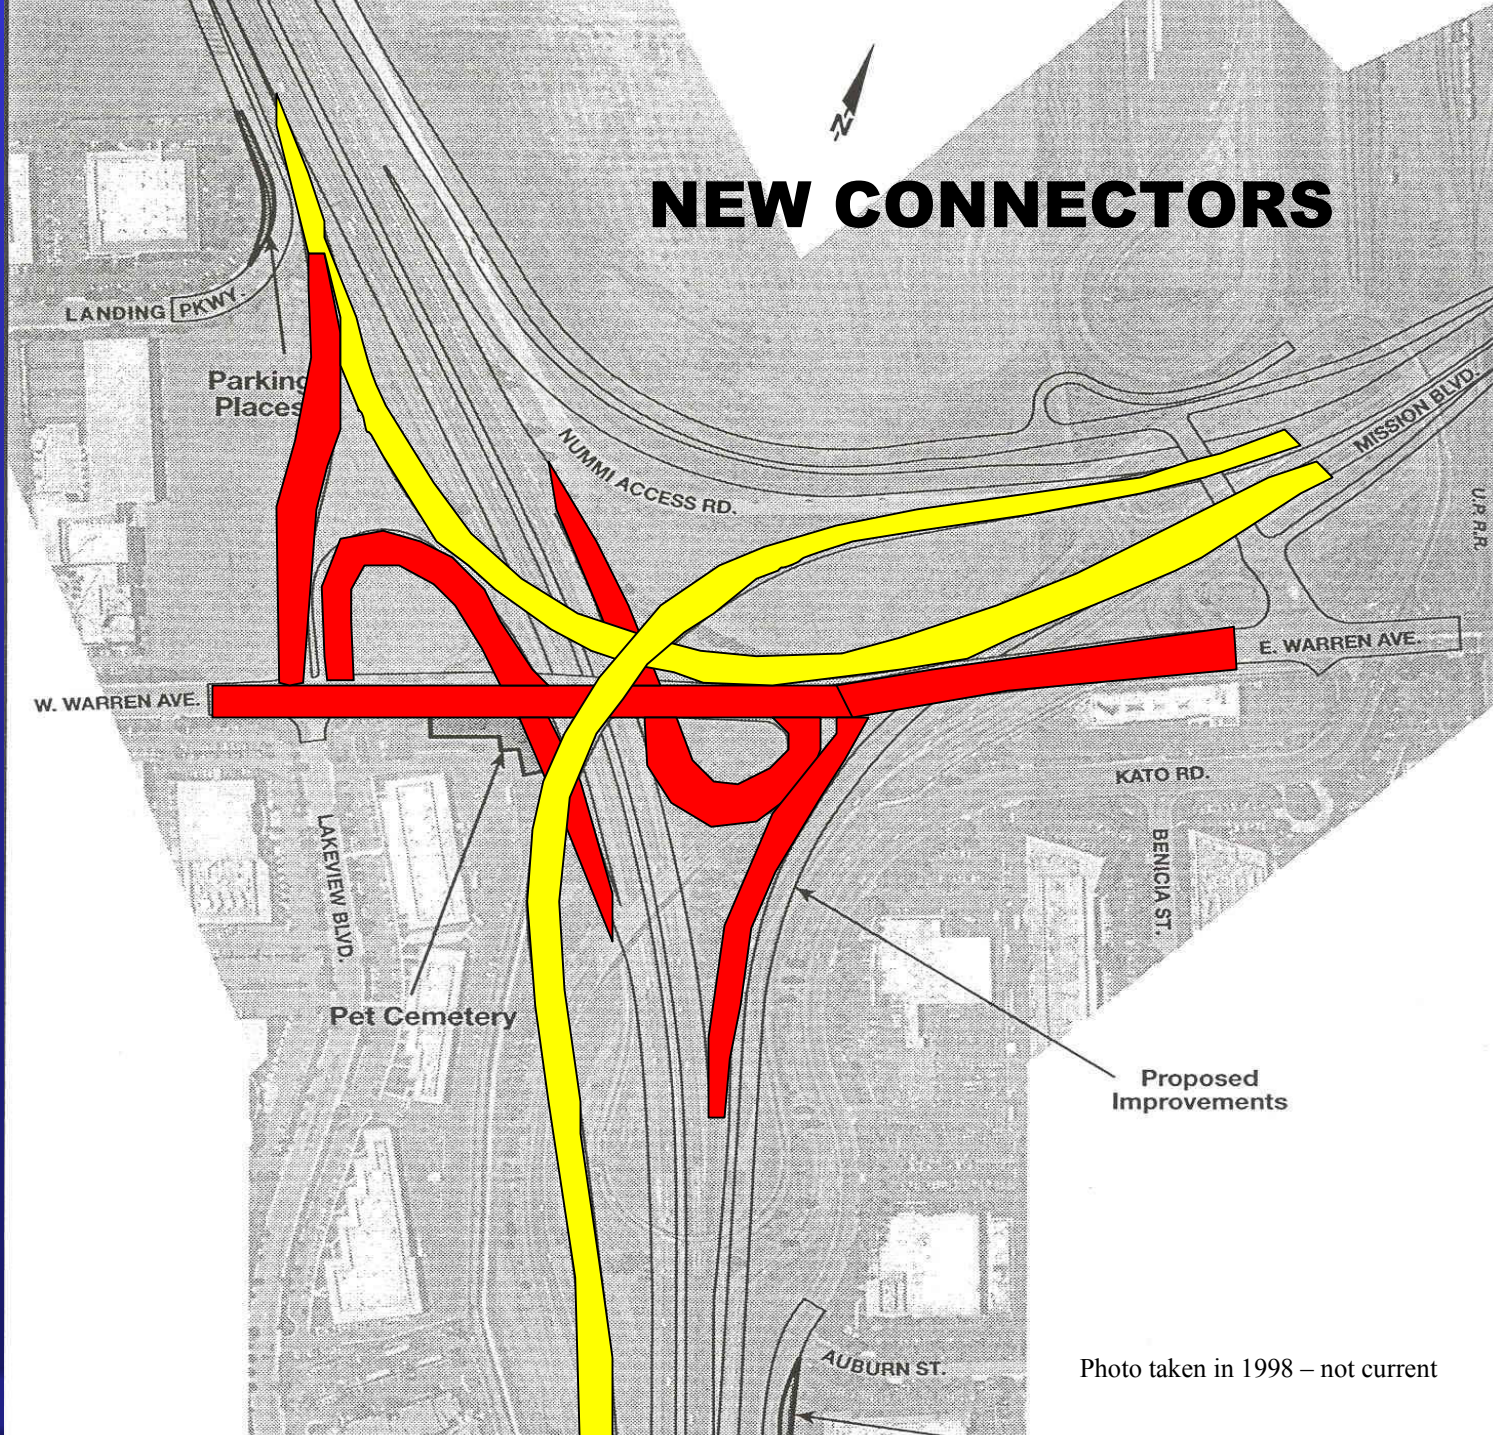 -N-
NEW CONNECTORS
LANDING PKWY.
Parking
Places
NUMMI ACCESS RD.
MISSION BLVD.
U.P.R.R.
E. WARREN AVE.
W. WARREN AVE.
KATO RD.
LAKEVIEW BLVD.
BENICIA ST.
Pet Cemetery
Proposed
Improvements
AUBURN ST.
Photo taken in 1998 – not current